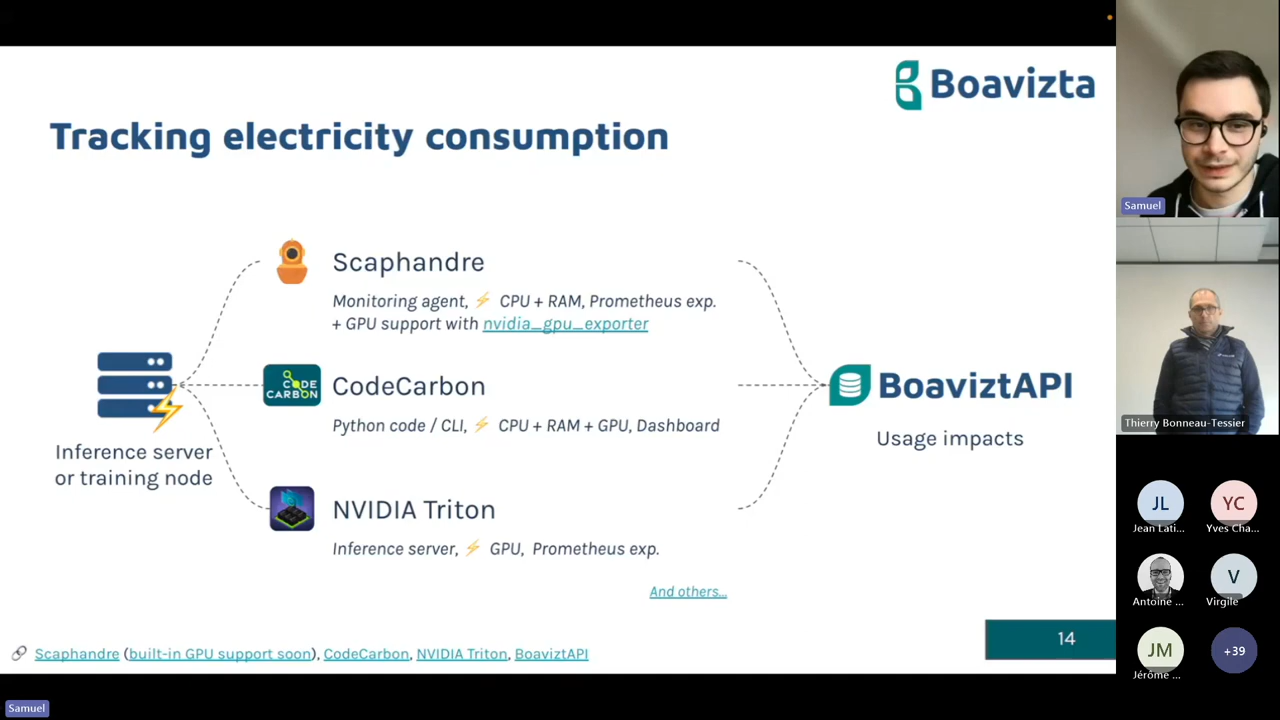 Boavizta
Tracking electricity consumption
Scaphandre
Monitoring agent, ⚡ CPU + RAM, Prometheus exp.
+ GPU support with nvidia_gpu_exporter
CODE
CARBON
CodeCarbon
Python code / CLI, ⚡ CPU + RAM + GPU, Dashboard
Inference server
or training node
BoaviztAPI
Usage impacts
NVIDIA Triton
Inference server, ⚡ GPU, Prometheus exp.
And others...
14
Scaphandre (built-in GPU support soon), CodeCarbon, NVIDIA Triton, BoaviztAPI
Samuel
Samuel
Thierry Bonneau-Tessier
JL
Jean Lati...
YC
Yves Cha...
Antoine ...
V
Virgile
JM
Jérôme ...
+39